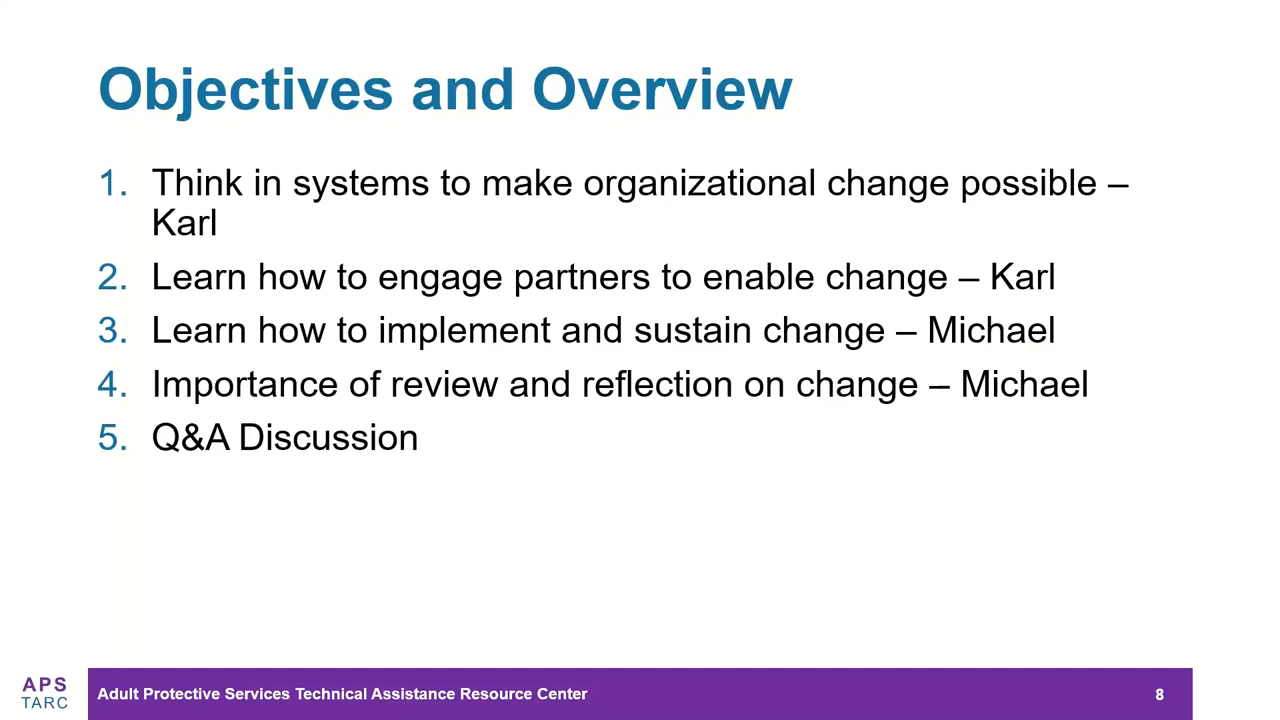 Objectives and Overview
1. Think in systems to make organizational change possible –
Karl
2. Learn how to engage partners to enable change – Karl
3. Learn how to implement and sustain change – Michael
4. Importance of review and reflection on change – Michael
5. Q&A Discussion
APS
TARC
Adult Protective Services Technical Assistance Resource Center
8